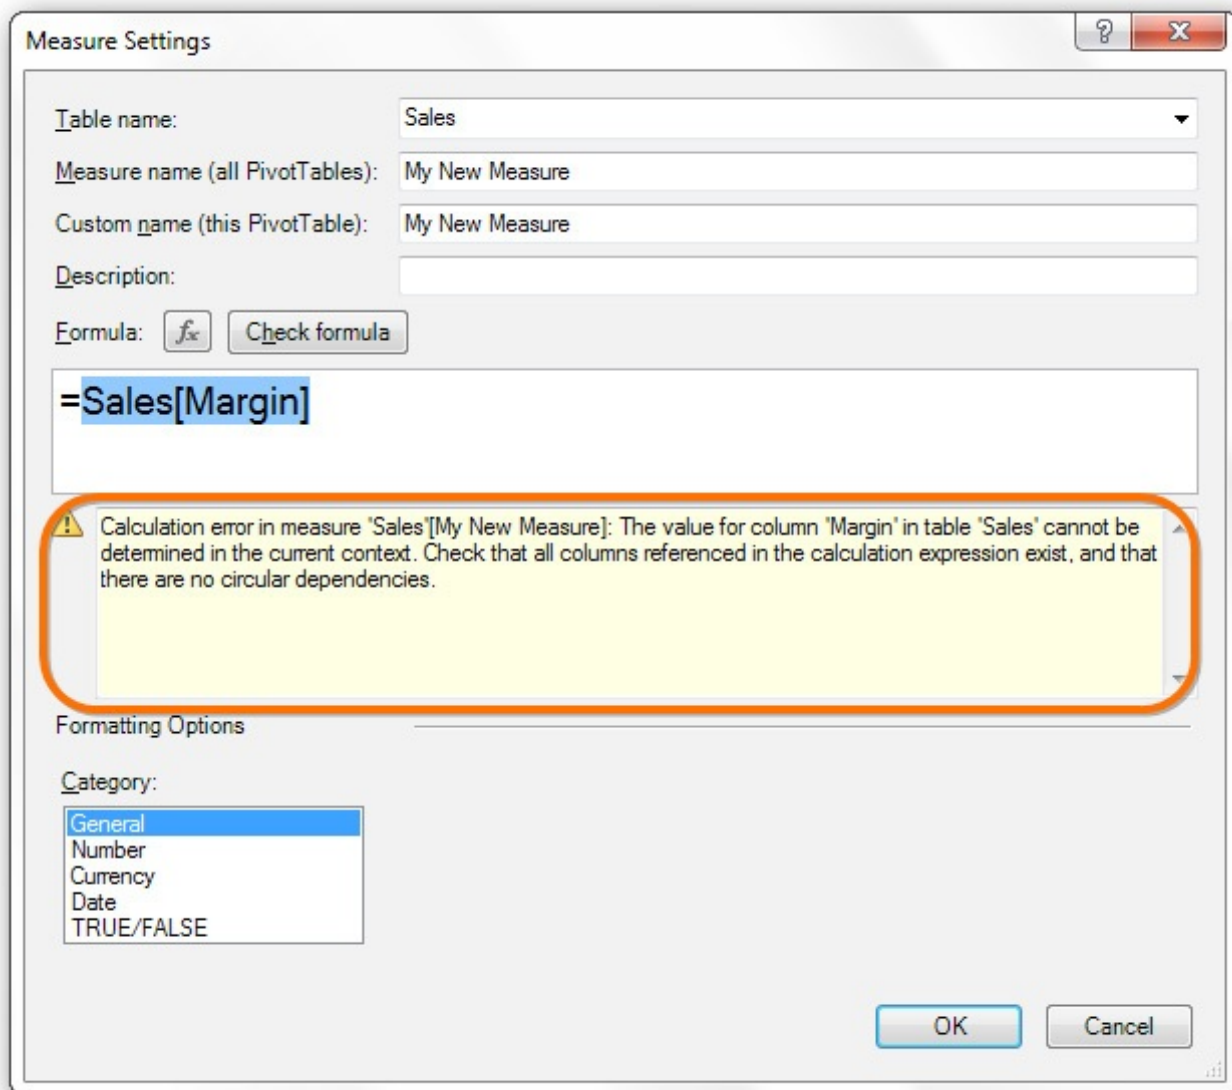 Measure Settings
?
Table name: Sales
Measure name (all PivotTables): My New Measure
Custom name (this PivotTable): My New Measure
Description:
Formula: fx Check formula
=Sales[Margin]
Calculation error in measure 'Sales'[My New Measure]: The value for column 'Margin' in table 'Sales' cannot be
determined in the current context. Check that all columns referenced in the calculation expression exist, and that
there are no circular dependencies.
Formatting Options
Category:
General
Number
Currency
Date
TRUE/FALSE
OK Cancel